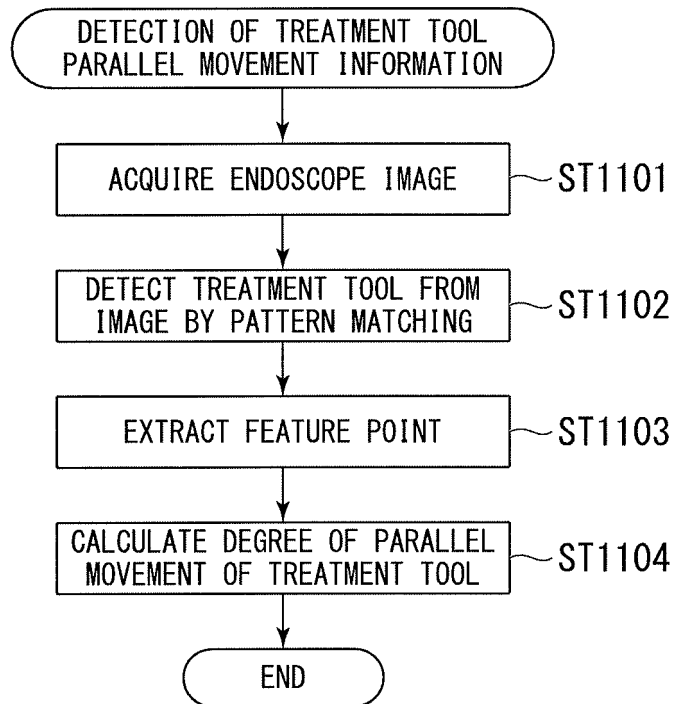 DETECTION OF TREATMENT TOOL
PARALLEL MOVEMENT INFORMATION
ACQUIRE ENDOSCOPE IMAGE
ST1101
DETECT TREATMENT TOOL FROM
IMAGE BY PATTERN MATCHING
ST1102
EXTRACT FEATURE POINT
ST1103
CALCULATE DEGREE OF PARALLEL
MOVEMENT OF TREATMENT TOOL
ST1104
END